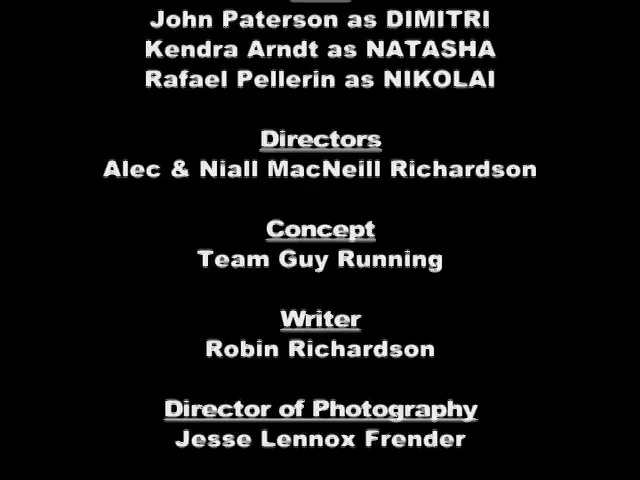 John Paterson as DIMITRI
Kendra Arndt as NATASHA
Rafael Pellerin as NIKOLAI
Directors
Alec & Niall MacNeill Richardson
Concept
Team Guy Running
Writer
Robin Richardson
Director of Photography
Jesse Lennox Frender